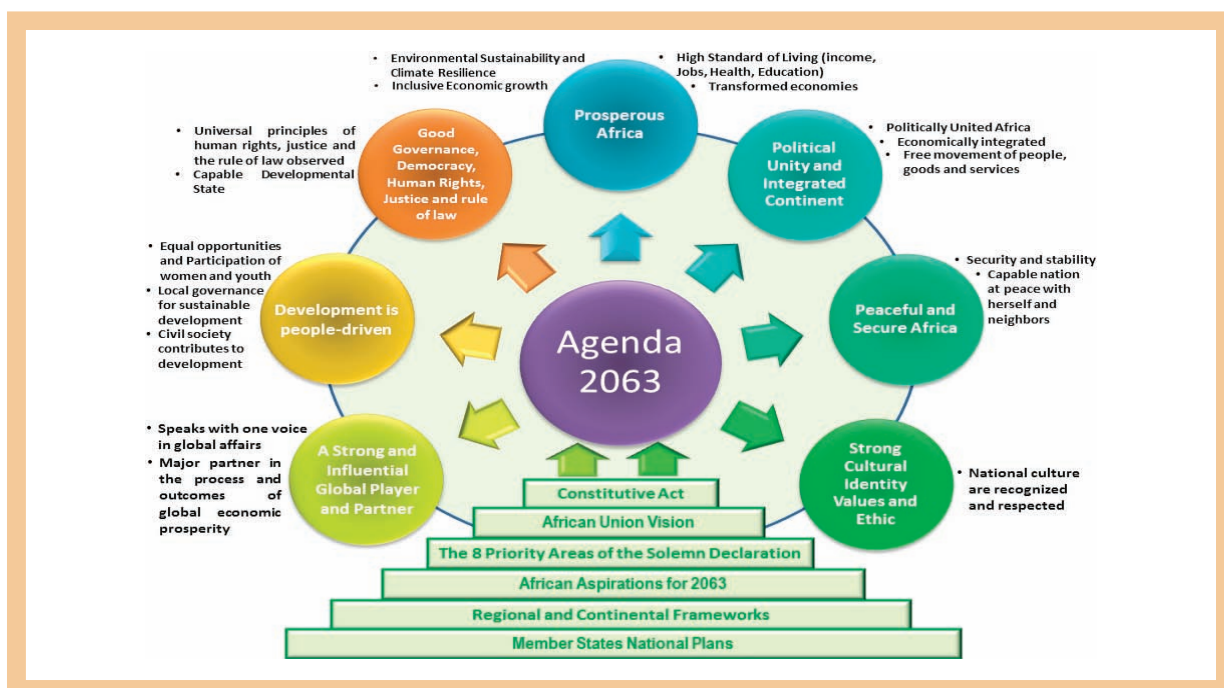 • Environmental Sustainability and
Climate Resilience
• Inclusive Economic growth
• High Standard of Living (income,
Jobs, Health, Education)
• Transformed economies
Prosperous
Africa
• Universal principles of
human rights, justice and
the rule of law observed
• Capable Developmental
State
Good
Governance,
Democracy,
Human Rights,
Justice and rule
of law
Political
Unity and
Integrated
Continent
• Politically United Africa
• Economically integrated
• Free movement of people,
goods and services
• Equal opportunities
and Participation of
women and youth
• Local governance
for sustainable
development
• Civil society
contributes to
development
Development is
people-driven
Agenda
2063
Peaceful and
Secure Africa
• Security and stability
• Capable nation
at peace with
herself and
neighbors
• Speaks with one voice
in global affairs
• Major partner in
the process and
outcomes of
global economic
prosperity
A Strong and
Influential
Global Player
and Partner
Strong
Cultural
Identity
Values and
Ethic
• National culture
are recognized
and respected
Constitutive Act
African Union Vision
The 8 Priority Areas of the Solemn Declaration
African Aspirations for 2063
Regional and Continental Frameworks
Member States National Plans